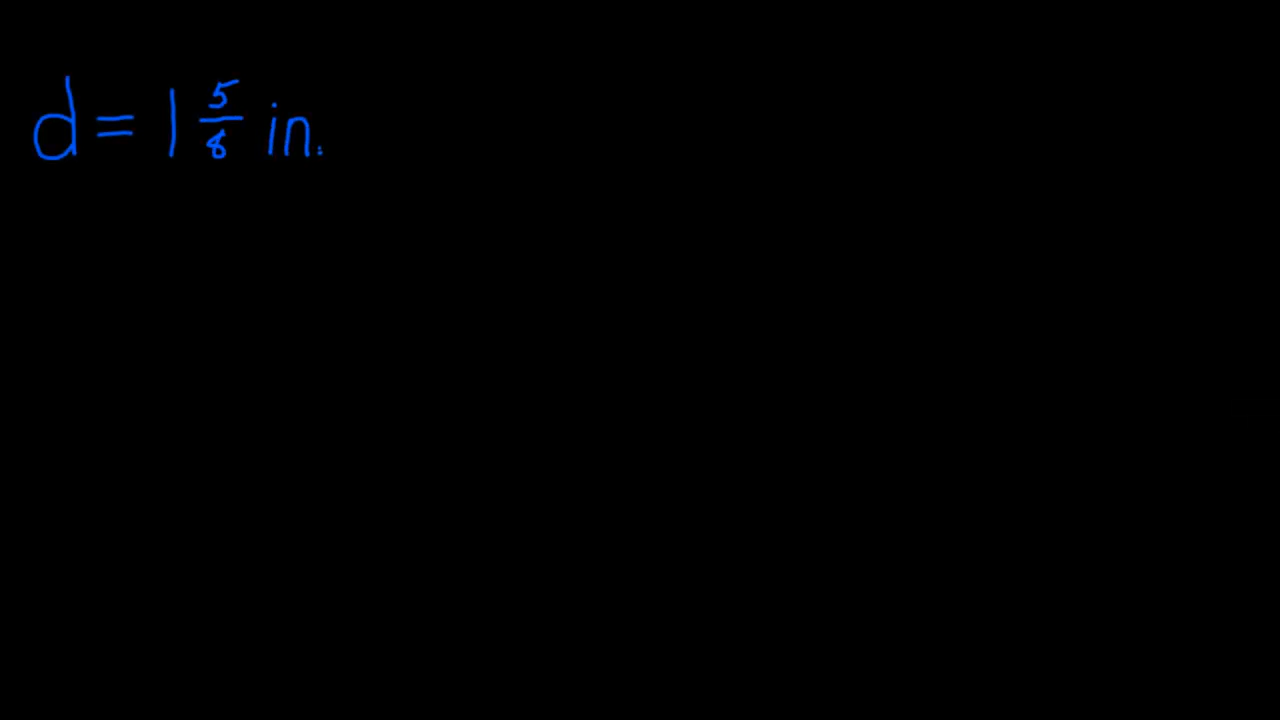 d = 1 5/8 in.